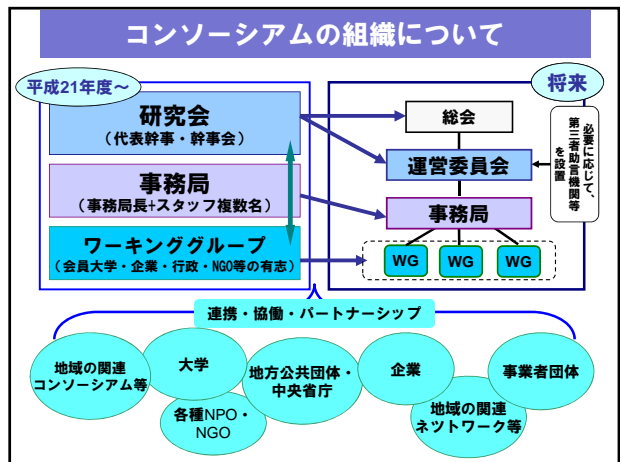 コンソーシアムの組織について
平成21年度～
将来
研究会
（代表幹事・幹事会）
事務局
（事務局長+スタッフ複数名）
ワーキンググループ
（会員大学・企業・行政・NGO等の有志）
総会
運営委員会
事務局
WG
WG
WG
必要に応じて、
第三者助言機関等
を設置
連携・協働・パートナーシップ
地域の関連
コンソーシアム等
大学
各種NPO・
NGO
地方公共団体・
中央省庁
企業
地域の関連
ネツトワーク等
事業者団体